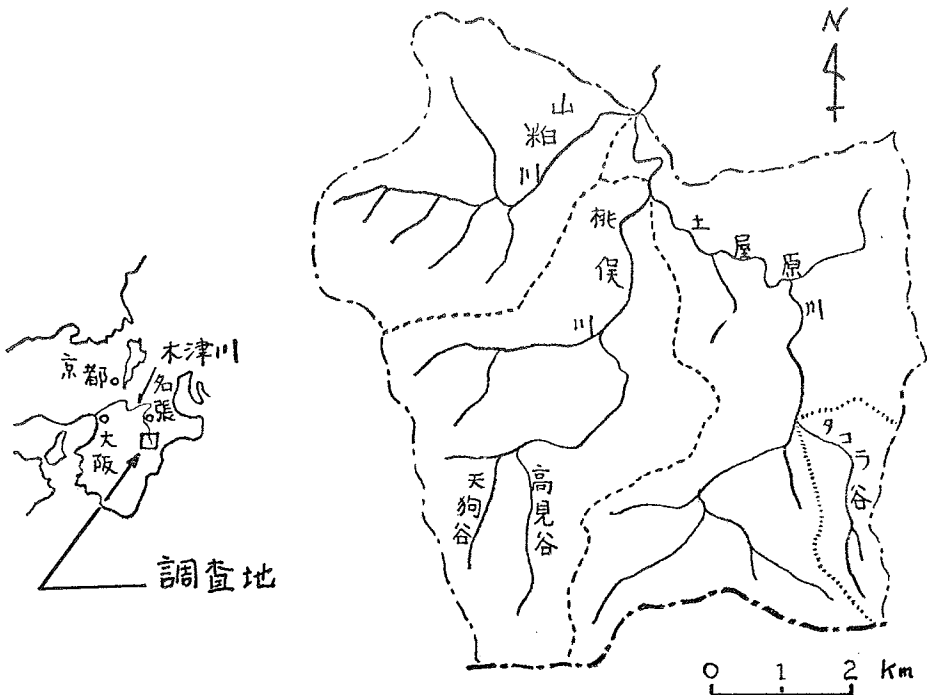 N
山粕川
桃俣川
土屋原川
タコラ谷
天狗谷
高見谷
京都
木津川
名張
大阪
調査地
0 1 2 Km